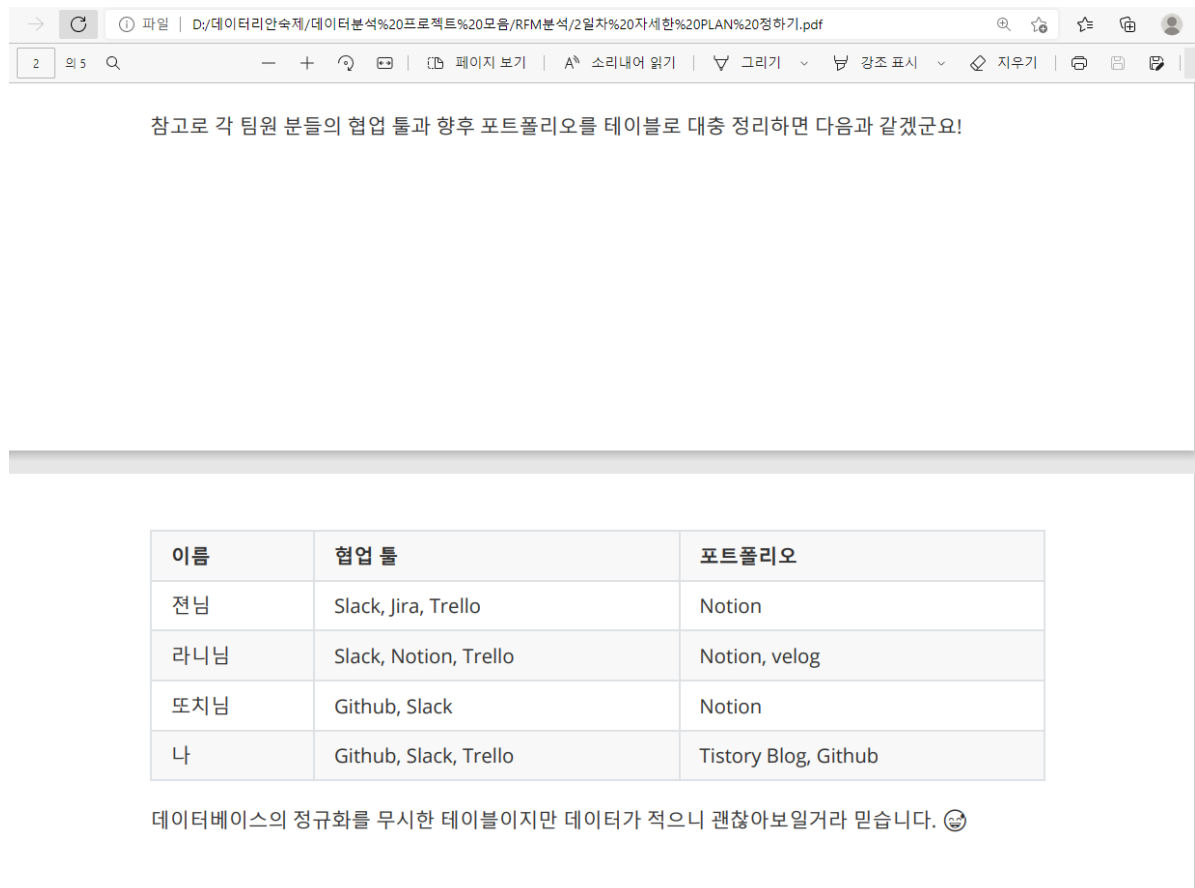 파일 D:/데이터리안숙제/데이터분석%20프로젝트%20모음/RFM분석/2일차%20자세한%20PLAN%20정하기.pdf
2 의 5 페이지 보기 A 소리내어 읽기 그리기 강조 표시 지우기
참고로 각 팀원 분들의 협업 툴과 향후 포트폴리오를 테이블로 대충 정리하면 다음과 같겠군요!
이름 협업 툴 포트폴리오
젼님 Slack, Jira, Trello Notion
라니님 Slack, Notion, Trello Notion, velog
또치님 Github, Slack Notion
나 Github, Slack, Trello Tistory Blog, Github
데이터베이스의 정규화를 무시한 테이블이지만 데이터가 적으니 괜찮아보일거라 믿습니다. 😅